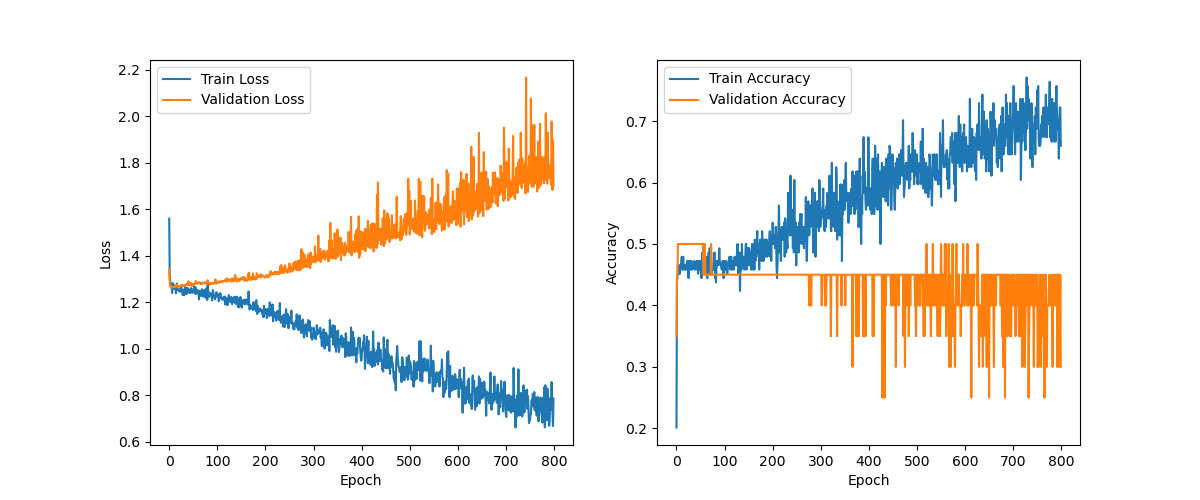 2.2
2.0
1.8
1.6
1.4
1.2
1.0
0.8
0.6
Loss
Train Loss
Validation Loss
0 100 200 300 400 500 600 700 800
Epoch
0.7
0.6
0.5
0.4
0.3
0.2
Accuracy
Train Accuracy
Validation Accuracy
0 100 200 300 400 500 600 700 800
Epoch